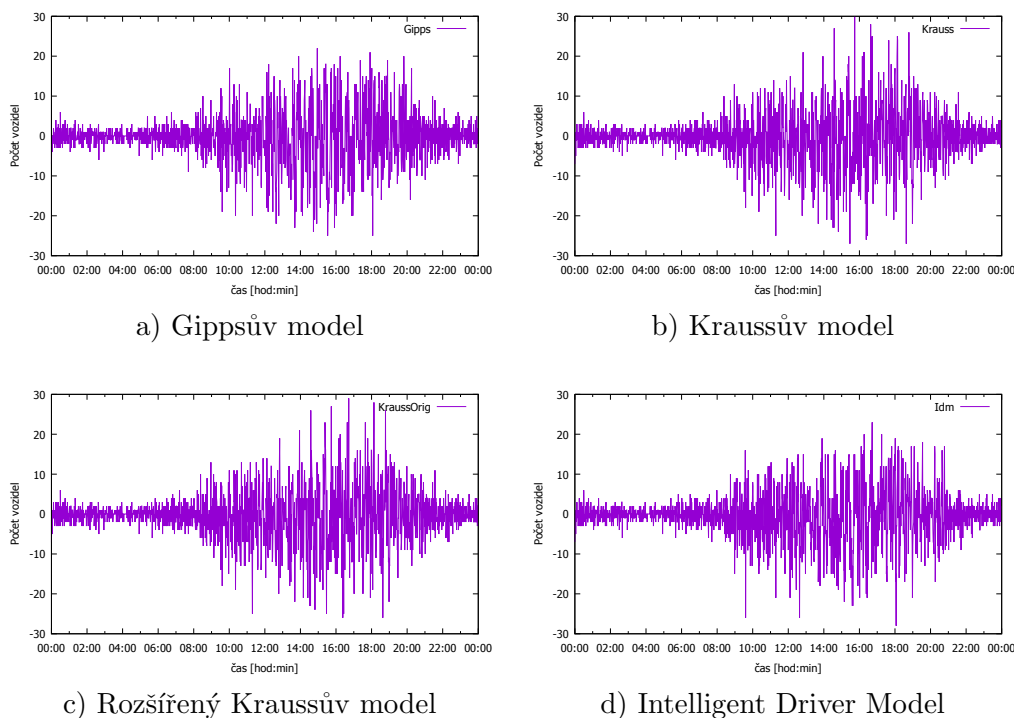 30
20
10
0
-10
-20
-30
Počet vozidel
Gipps
00:00 02:00 04:00 06:00 08:00 10:00 12:00 14:00 16:00 18:00 20:00 22:00 00:00
čas [hod:min]
a) Gippsův model
30
20
10
0
-10
-20
-30
Počet vozidel
Krauss
00:00 02:00 04:00 06:00 08:00 10:00 12:00 14:00 16:00 18:00 20:00 22:00 00:00
čas [hod:min]
b) Kraussův model
30
20
10
0
-10
-20
-30
Počet vozidel
KraussOrig
00:00 02:00 04:00 06:00 08:00 10:00 12:00 14:00 16:00 18:00 20:00 22:00 00:00
čas [hod:min]
c) Rozšířený Kraussův model
30
20
10
0
-10
-20
-30
Počet vozidel
Idm
00:00 02:00 04:00 06:00 08:00 10:00 12:00 14:00 16:00 18:00 20:00 22:00 00:00
čas [hod:min]
d) Intelligent Driver Model